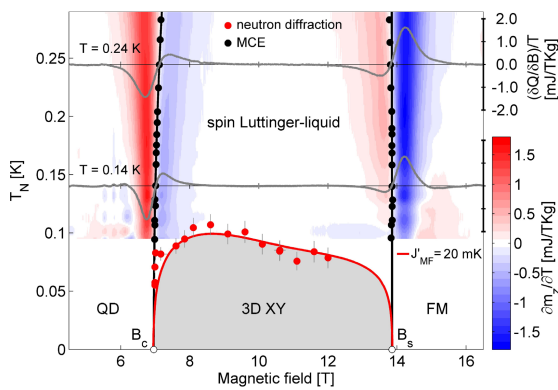 neutron diffraction
MCE
T = 0.24 K
spin Luttinger-liquid
T = 0.14 K
J'MF = 20 mK
QD
3D XY
FM
Bc
Bs
TN [K]
0.25
0.2
0.15
0.1
0.05
0
6
8
10
12
14
16
Magnetic field [T]
2.0
1.0
0.0
-1.0
-2.0
(δQ/δB)/T
[mJ/TKg]
1.5
1
0.5
0
-0.5
-1
-1.5
∂mz/∂T [mJ/TKg]